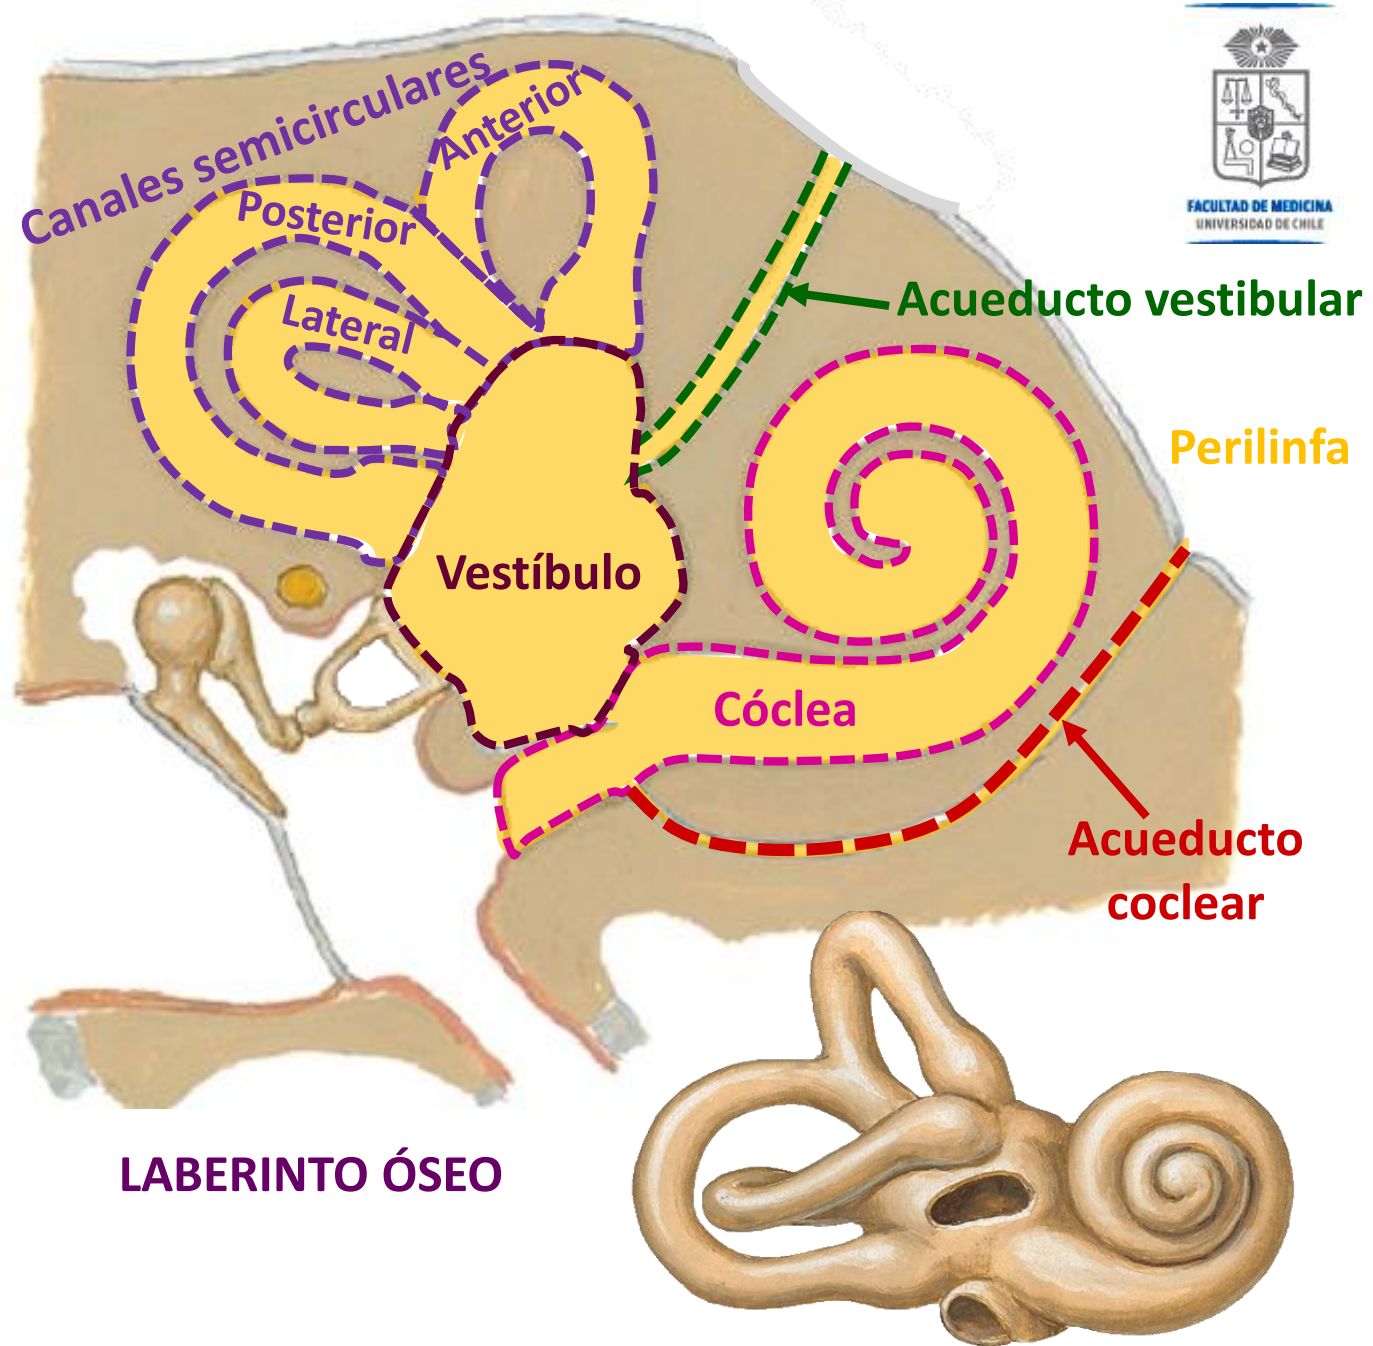 FACULTAD DE MEDICINA
UNIVERSIDAD DE CHILE
Canales semicirculares
Anterior
Posterior
Lateral
Acueducto vestibular
Perilinfa
Vestíbulo
Cóclea
Acueducto
coclear
LABERINTO ÓSEO